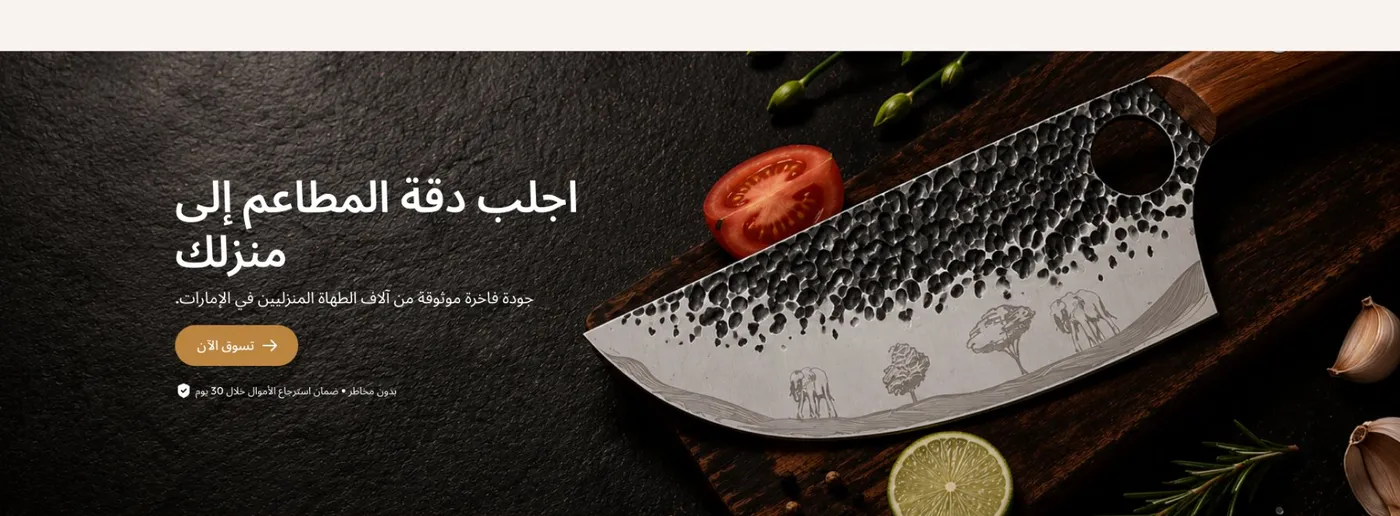 اجلب دقة المطاعم إلى
منزلك
جودة فاخرة موثوقة من آلاف الطهاة المنزليين في الإمارات.
تسوق الآن
بدون مخاطر • ضمان استرجاع الأموال خلال 30 يوم